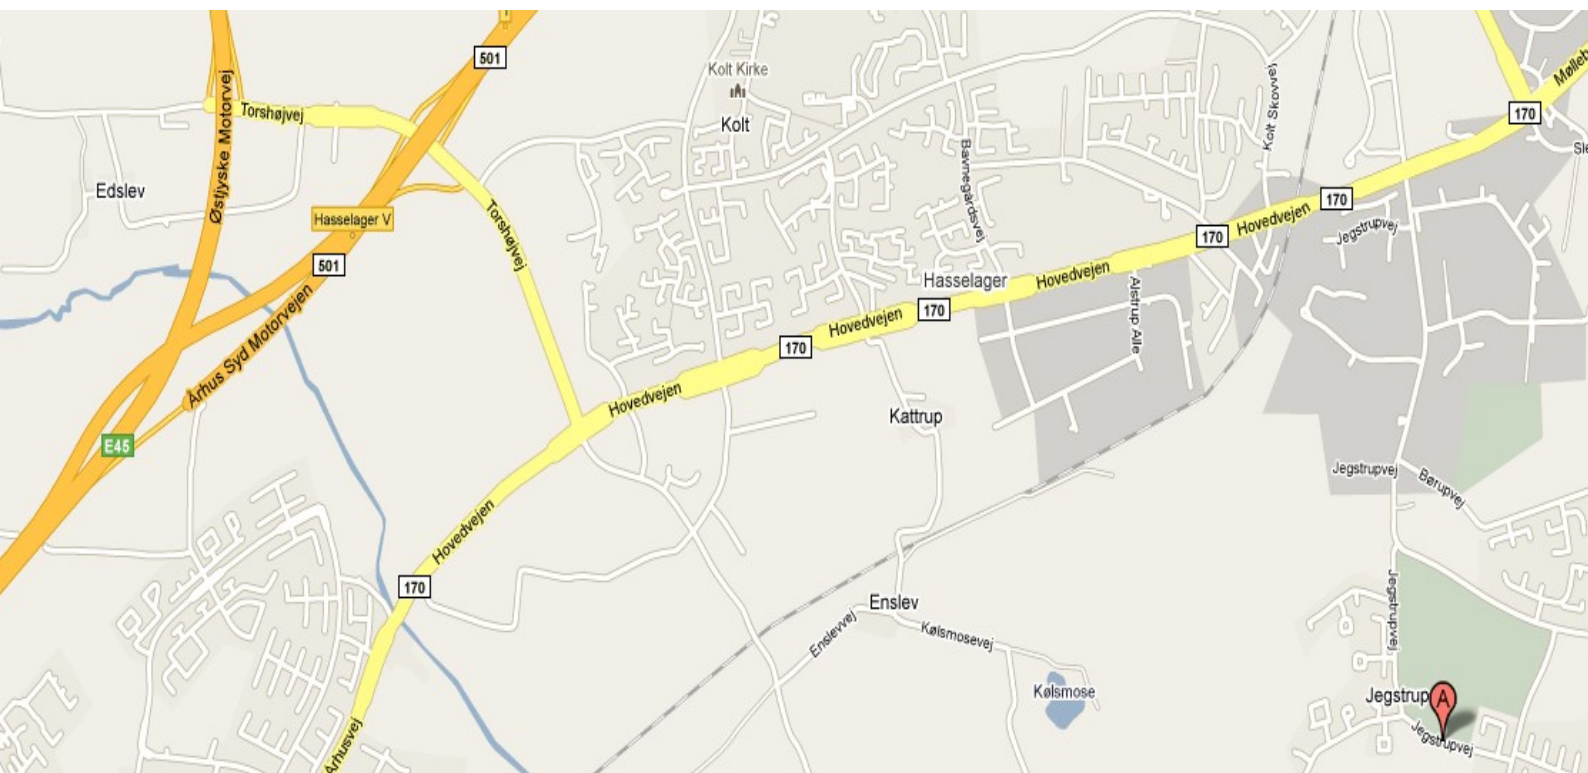 501
Kolt Kirke
Møllebo
Østjyske Motorvej
Torshøjvej
Kolt Skovvej
170
Kolt
Bavnegårdsvej
Sle
Edslev
Hasselager V
Torshøjvej
170
Hovedvejen
Jegstrupvej
170
501
Hasselager
Hovedvejen
Alstrup Alle
170
Hovedvejen
Århus Syd Motorvejen
170
Hovedvejen
Kattrup
E45
Jegstrupvej
Børupvej
Hovedvejen
170
Jegstrupvej
Enslev
Enslevvej
Kølsmosevej
Kølsmose
Jegstrup
A
Århusvej
Jegstrupvej